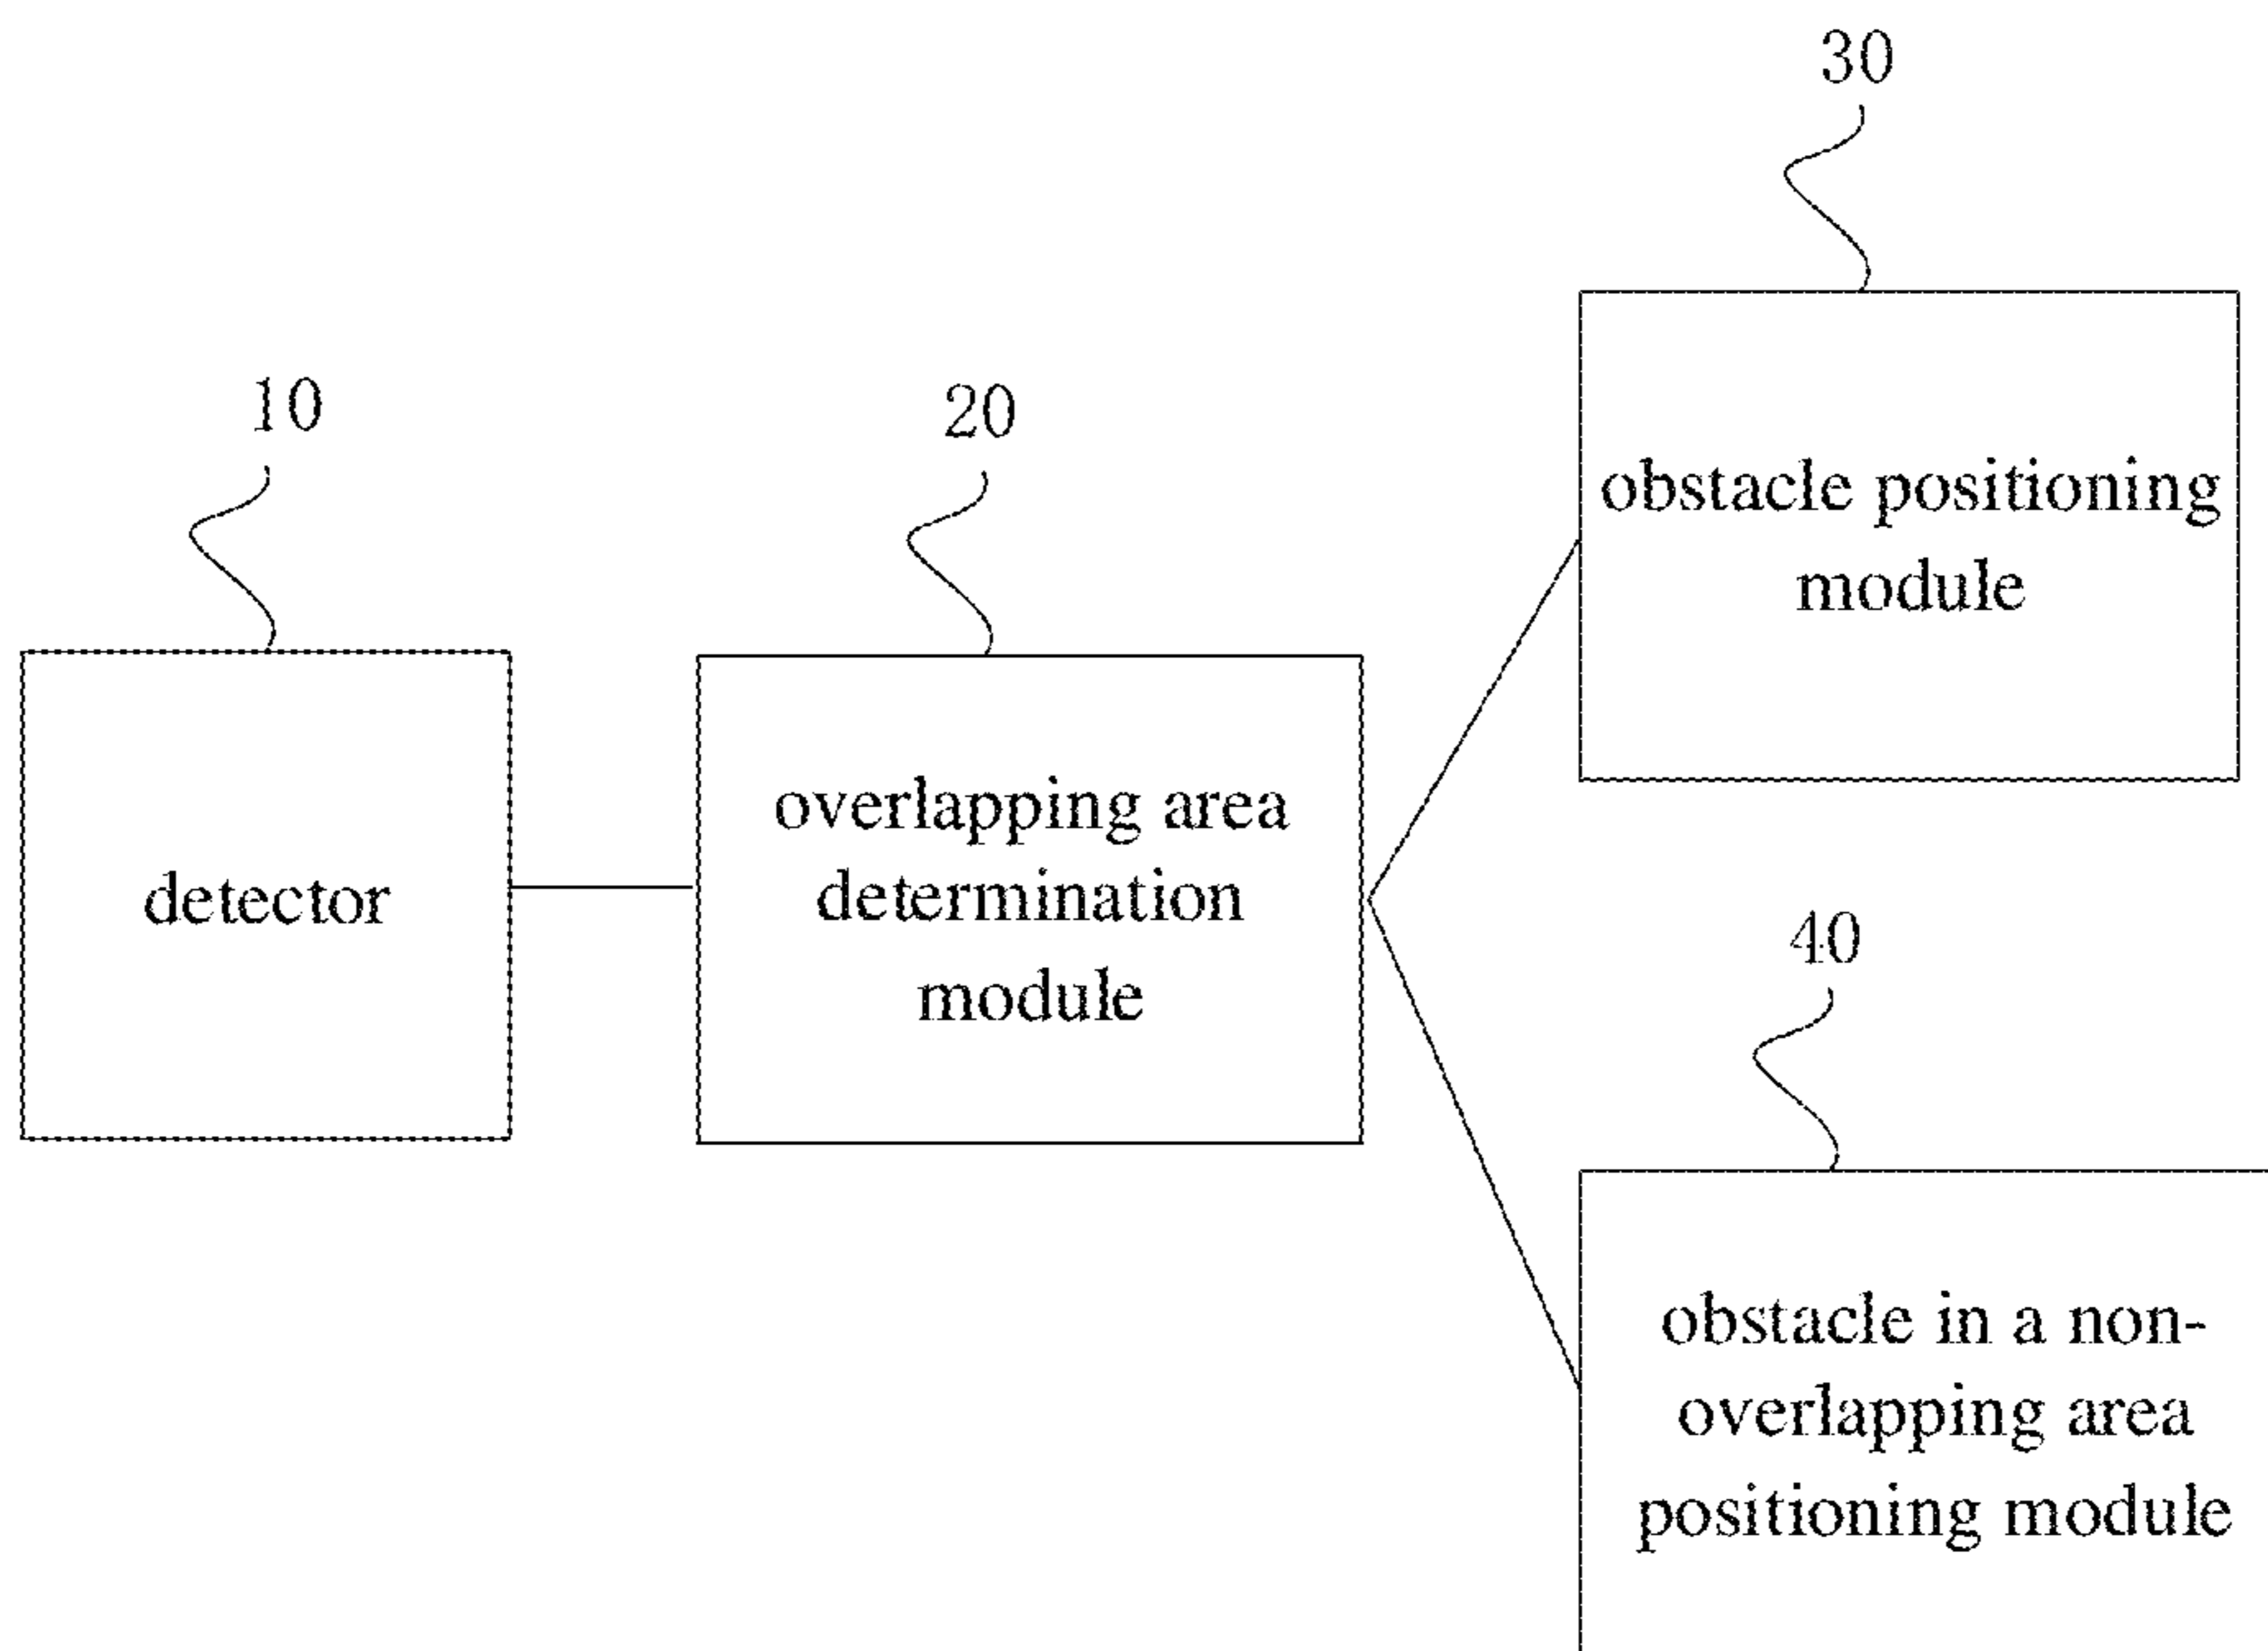 30
10
20
obstacle positioning
module
overlapping area
determination
module
detector
40
obstacle in a non-
overlapping area
positioning module